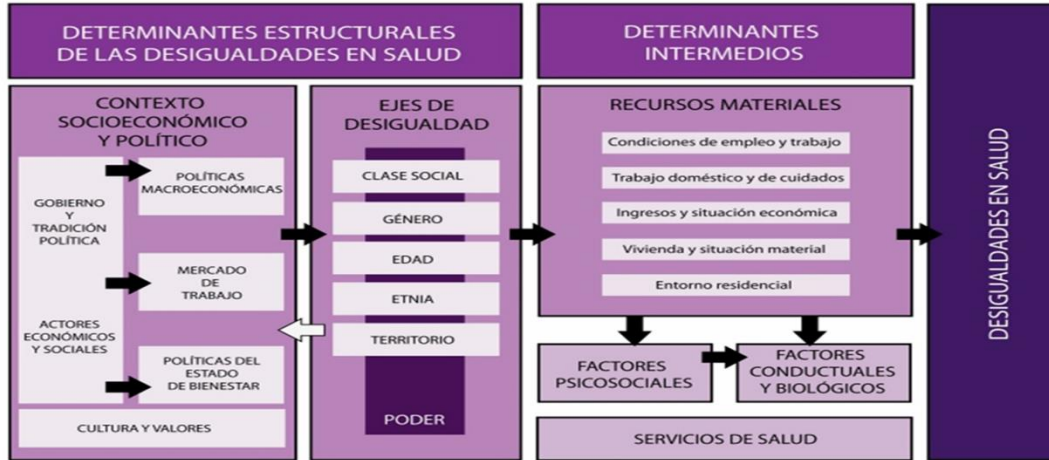 DETERMINANTES ESTRUCTURALES
DE LAS DESIGUALDADES EN SALUD
CONTEXTO
SOCIOECONÓMICO
Y POLÍTICO
GOBIERNO
Y
TRADICIÓN
POLÍTICA
ACTORES
ECONÓMICOS
Y SOCIALES
POLÍTICAS
MACROECONÓMICAS
MERCADO
DE
TRABAJO
POLÍTICAS DEL
ESTADO
DE BIENESTAR
CULTURA Y VALORES
EJES DE
DESIGUALDAD
CLASE SOCIAL
GÉNERO
EDAD
ETNIA
TERRITORIO
PODER
DETERMINANTES
INTERMEDIOS
RECURSOS MATERIALES
Condiciones de empleo y trabajo
Trabajo doméstico y de cuidados
Ingresos y situación económica
Vivienda y situación material
Entorno residencial
FACTORES
PSICOSOCIALES
FACTORES
CONDUCTUALES
Y BIOLÓGICOS
SERVICIOS DE SALUD
DESIGUALDADES EN SALUD